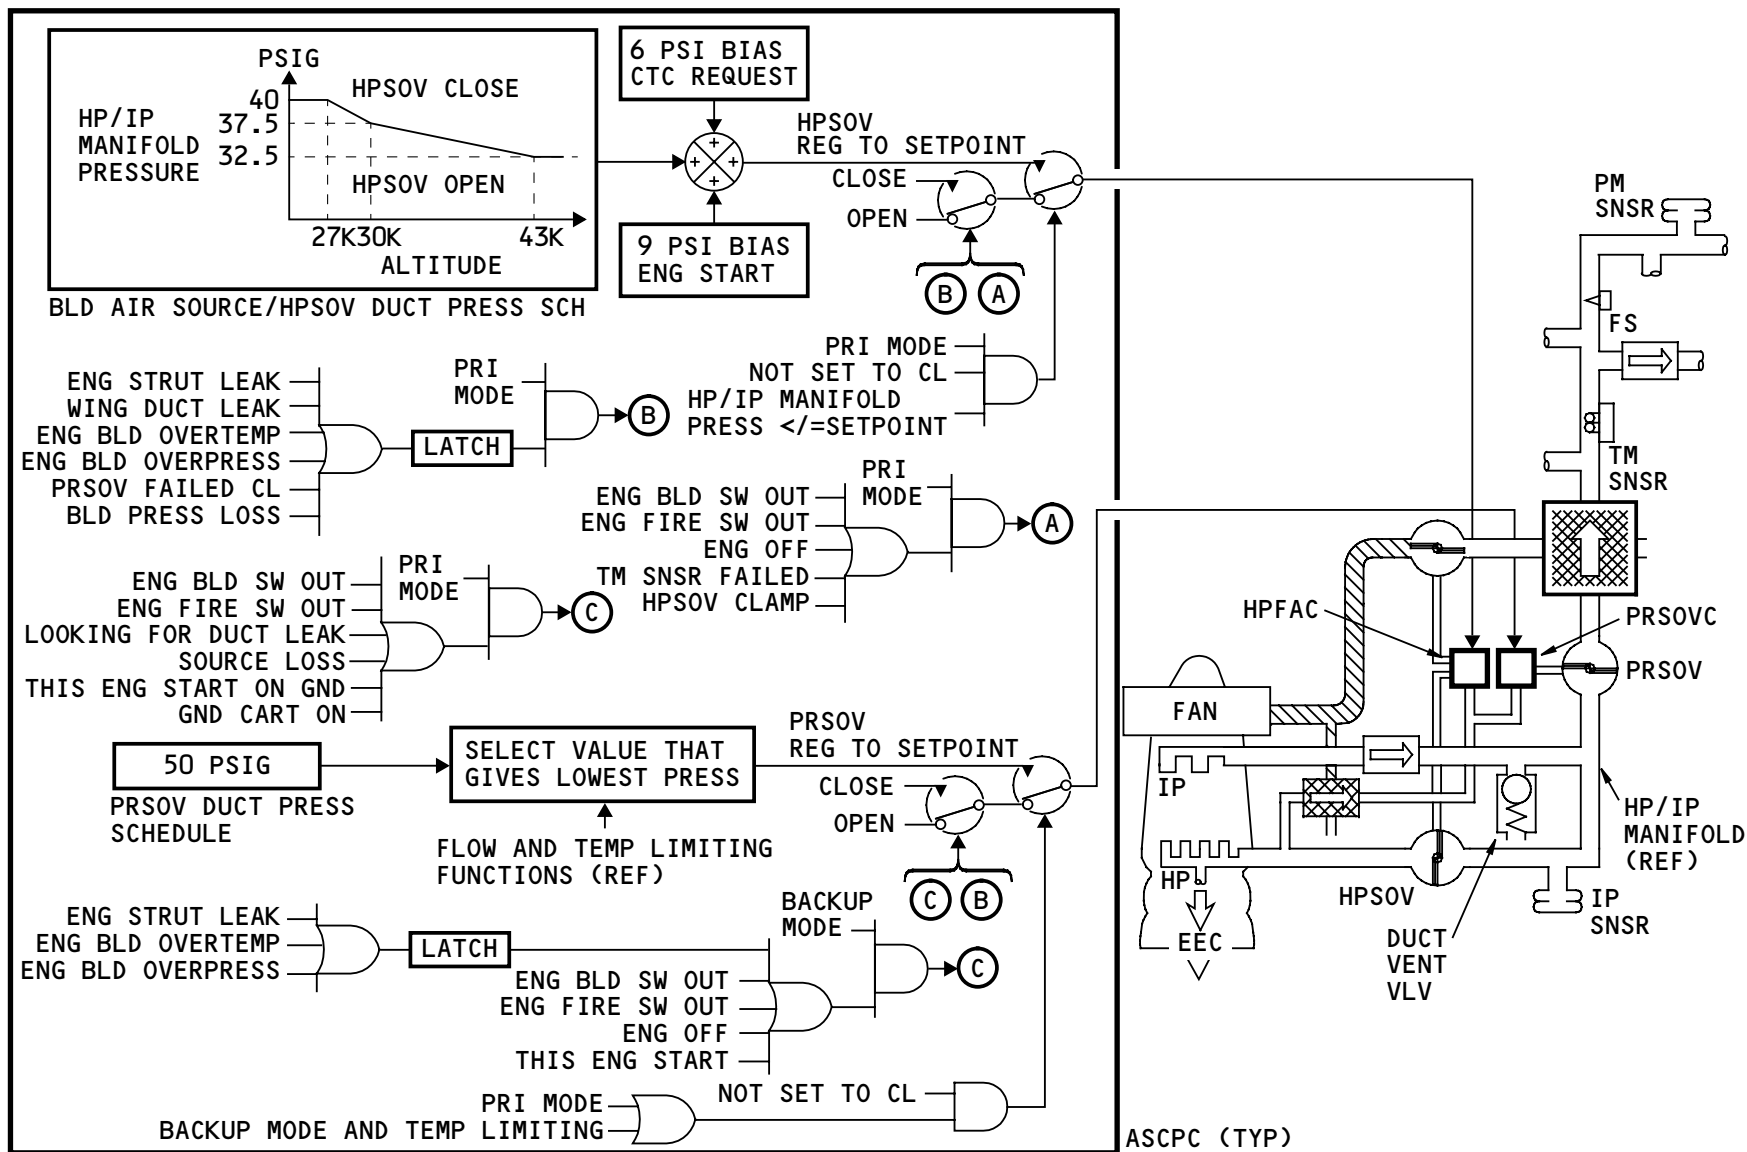 PSIG
40
37.5
32.5
HP/IP
MANIFOLD
PRESSURE
HPSOV CLOSE
HPSOV OPEN
27K30K
43K
ALTITUDE
BLD AIR SOURCE/HPSOV DUCT PRESS SCH
6 PSI BIAS
CTC REQUEST
+
+
+
+
9 PSI BIAS
ENG START
HPSOV
REG TO SETPOINT
CLOSE
OPEN
B
A
PRI MODE
NOT SET TO CL
HP/IP MANIFOLD
PRESS </=SETPOINT
ENG STRUT LEAK
WING DUCT LEAK
ENG BLD OVERTEMP
ENG BLD OVERPRESS
PRSOV FAILED CL
BLD PRESS LOSS
LATCH
PRI
MODE
B
ENG BLD SW OUT
ENG FIRE SW OUT
ENG OFF
TM SNSR FAILED
HPSOV CLAMP
PRI
MODE
A
ENG BLD SW OUT
ENG FIRE SW OUT
LOOKING FOR DUCT LEAK
SOURCE LOSS
THIS ENG START ON GND
GND CART ON
PRI
MODE
C
50 PSIG
PRSOV DUCT PRESS
SCHEDULE
SELECT VALUE THAT
GIVES LOWEST PRESS
FLOW AND TEMP LIMITING
FUNCTIONS (REF)
PRSOV
REG TO SETPOINT
CLOSE
OPEN
C
B
ENG STRUT LEAK
ENG BLD OVERTEMP
ENG BLD OVERPRESS
LATCH
ENG BLD SW OUT
ENG FIRE SW OUT
ENG OFF
THIS ENG START
BACKUP
MODE
C
NOT SET TO CL
PRI MODE
BACKUP MODE AND TEMP LIMITING
ASCPC (TYP)
PM
SNSR
FS
TM
SNSR
HPFAC
PRSOVC
PRSOV
FAN
IP
HP
EEC
HPSOV
DUCT
VENT
VLV
HP/IP
MANIFOLD
(REF)
IP
SNSR